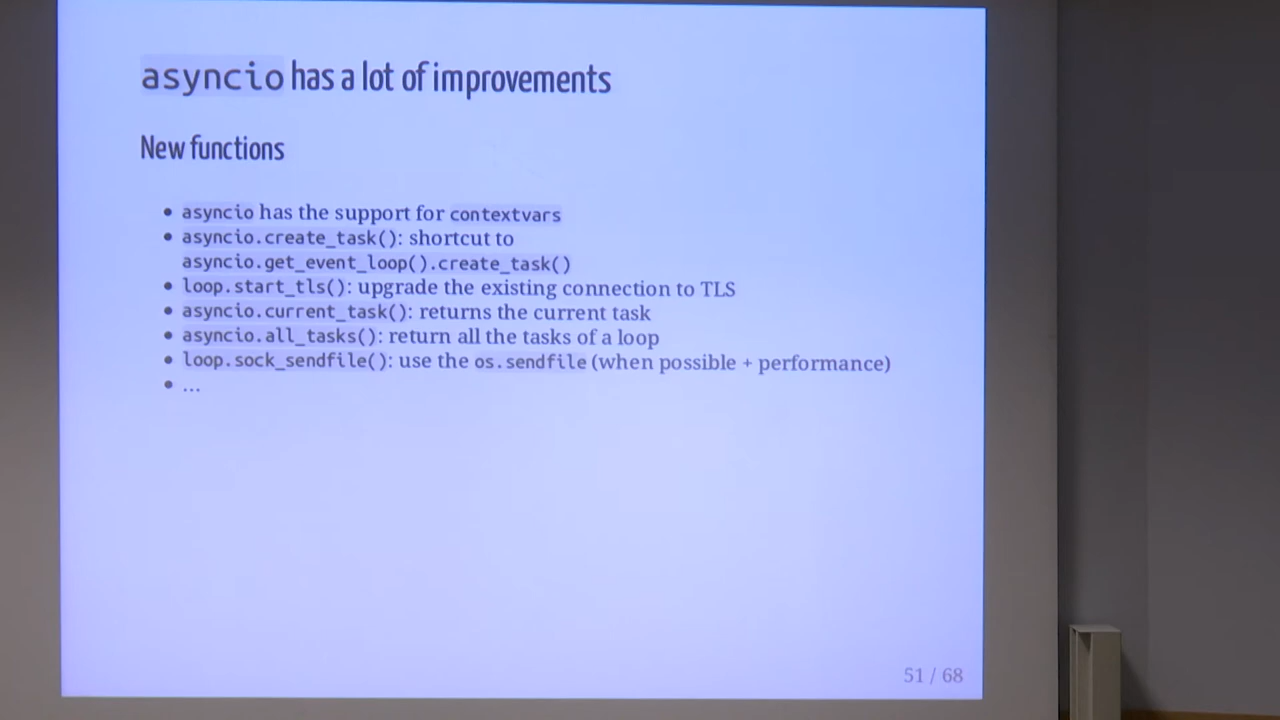 asyncio has a lot of improvements
New functions
• asyncio has the support for contextvars
• asyncio.create_task(): shortcut to
asyncio.get_event_loop().create_task()
• loop.start_tls(): upgrade the existing connection to TLS
• asyncio.current_task(): returns the current task
• asyncio.all_tasks(): return all the tasks of a loop
• loop.sock_sendfile(): use the os.sendfile (when possible + performance)
• ...
51 / 68